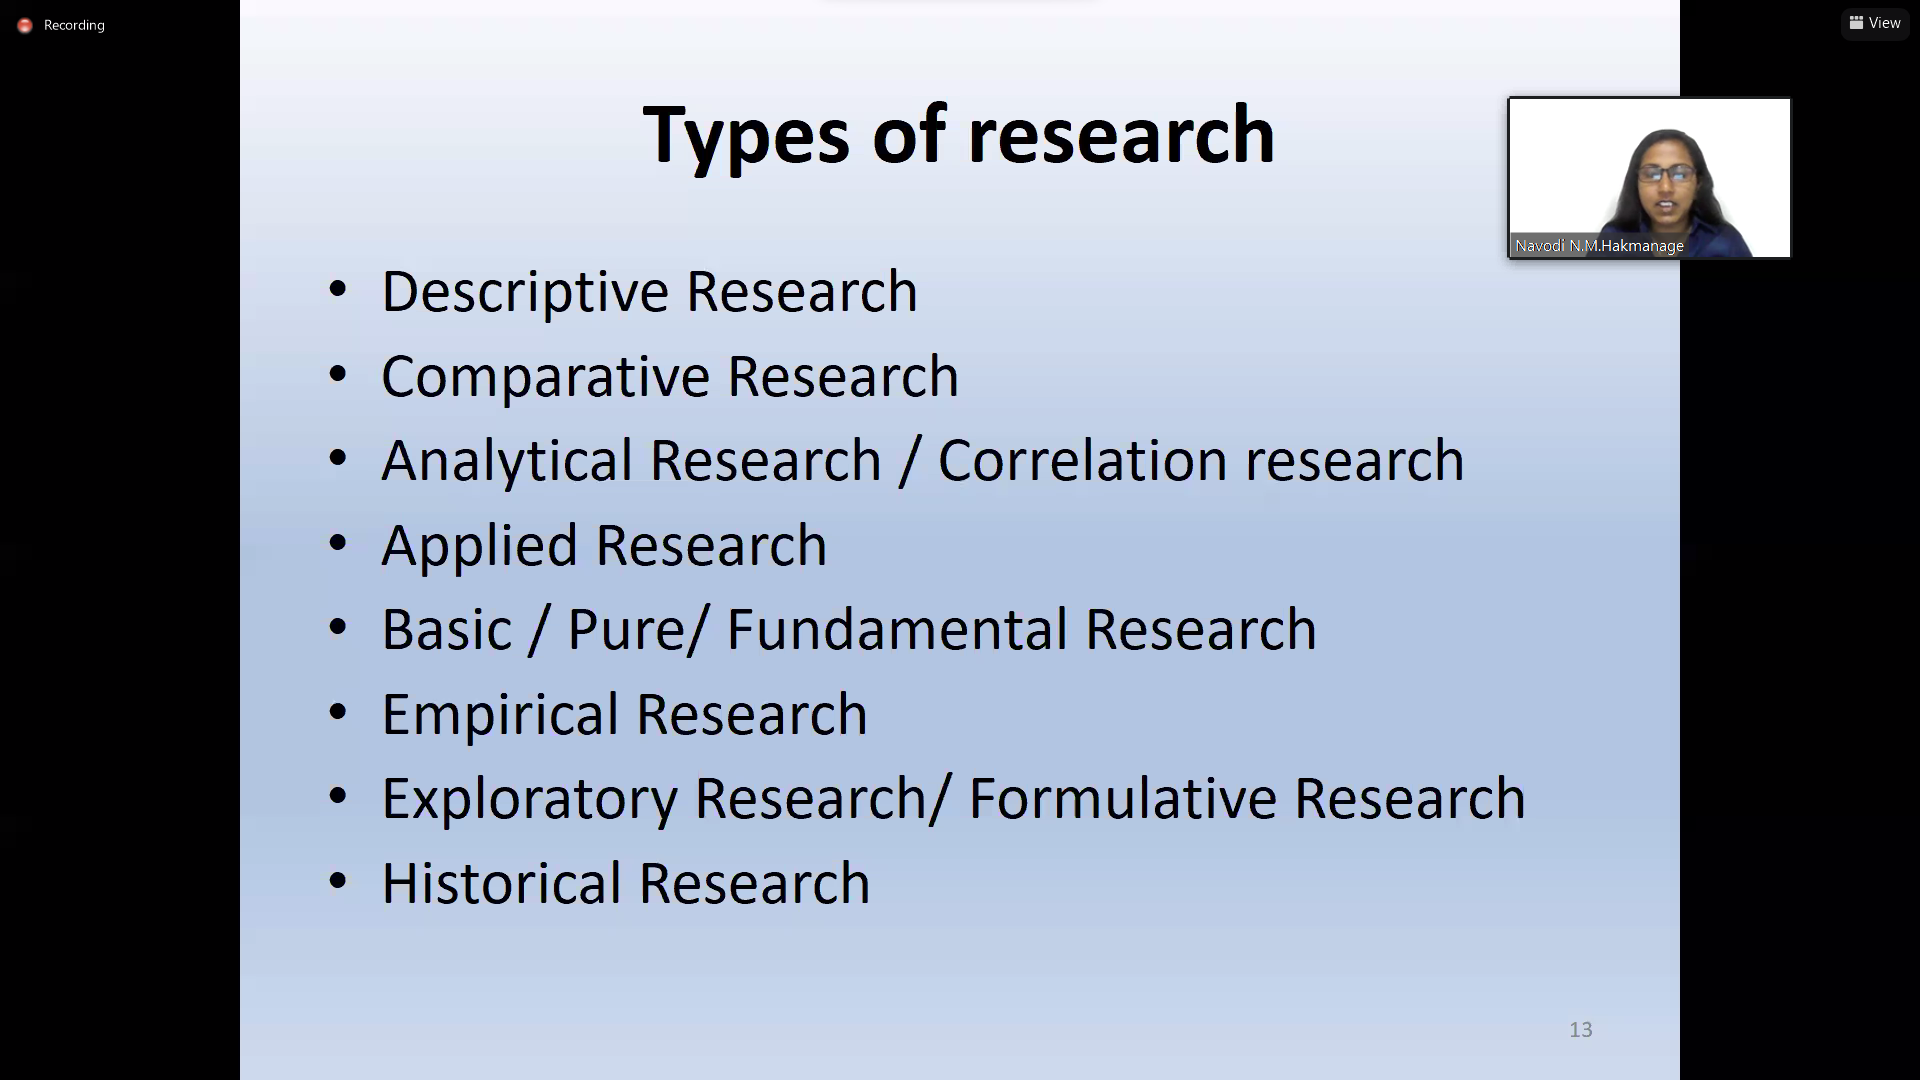 Recording
View
Types of research
Navodi N.M.Hakmanage
• Descriptive Research
• Comparative Research
• Analytical Research / Correlation research
• Applied Research
• Basic / Pure/ Fundamental Research
• Empirical Research
• Exploratory Research/ Formulative Research
• Historical Research
13